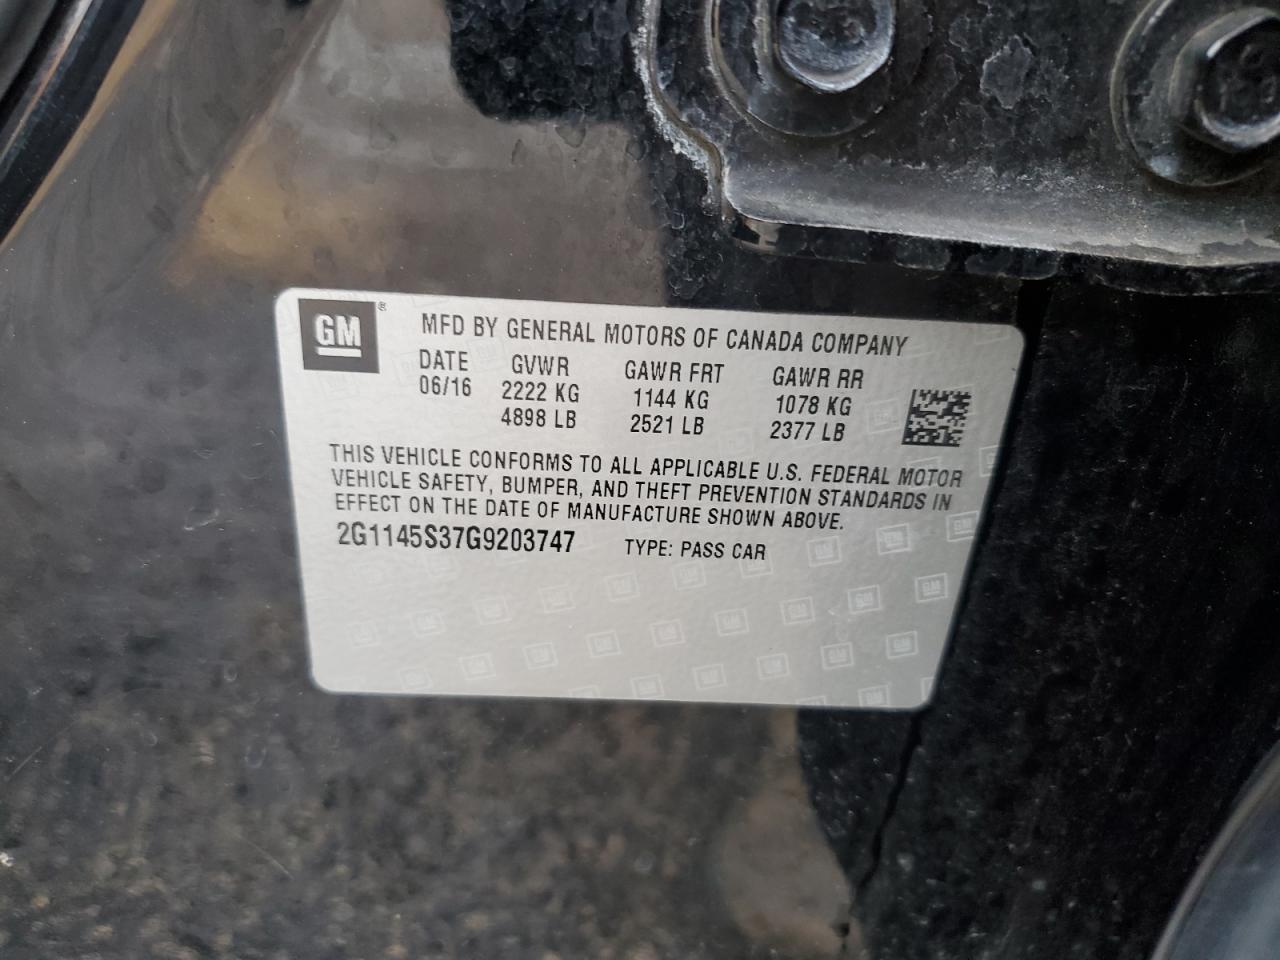 GM ®
MFD BY GENERAL MOTORS OF CANADA COMPANY
DATE GVWR GAWR FRT GAWR RR
06/16 2222 KG 1144 KG 1078 KG
4898 LB 2521 LB 2377 LB
THIS VEHICLE CONFORMS TO ALL APPLICABLE U.S. FEDERAL MOTOR
VEHICLE SAFETY, BUMPER, AND THEFT PREVENTION STANDARDS IN
EFFECT ON THE DATE OF MANUFACTURE SHOWN ABOVE.
2G1145S37G9203747 TYPE: PASS CAR